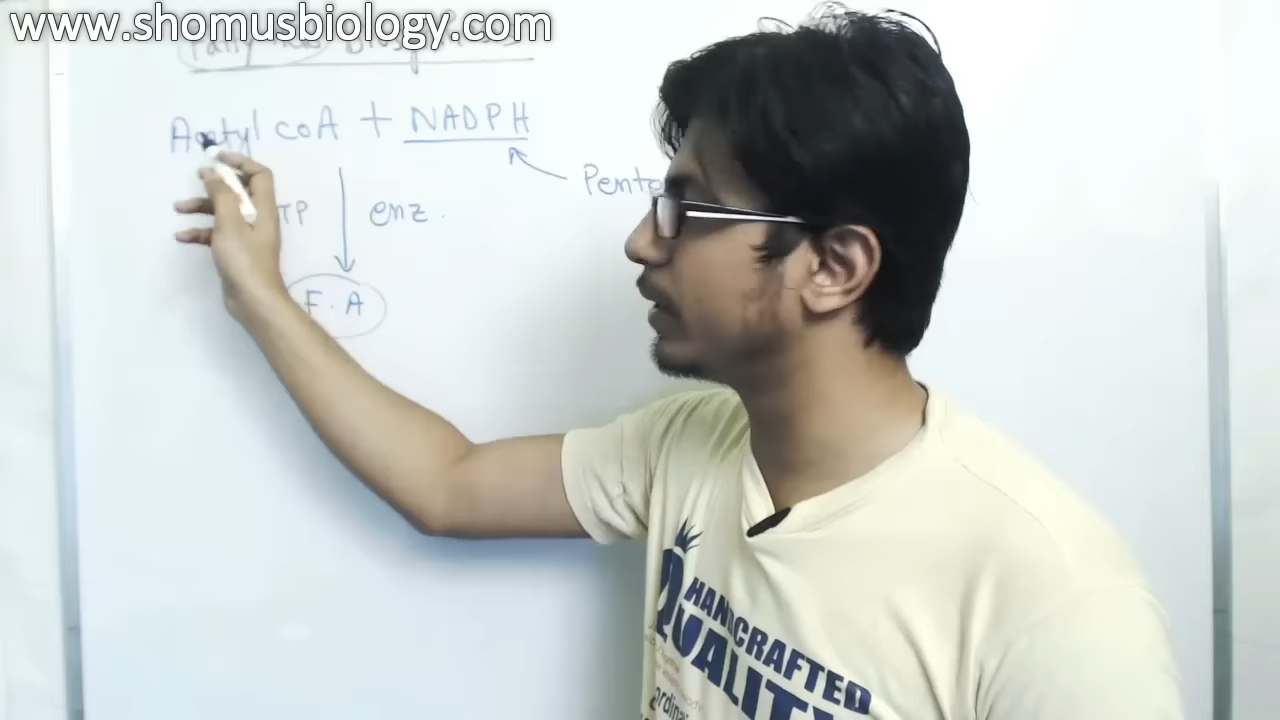 www.shomusbiology.com
Acetyl coA + NADPH
Pento
TP enz.
F.A
HANDCRAFTED
QUALITY